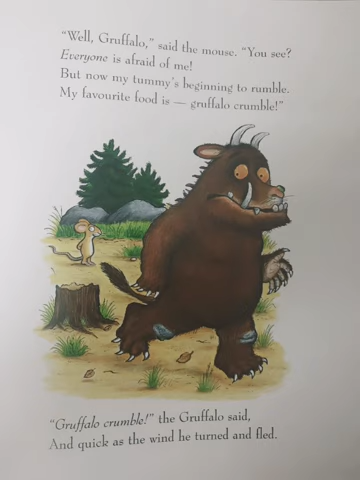 “Well, Gruffalo,” said the mouse. “You see?
Everyone is afraid of me!
But now my tummy’s beginning to rumble.
My favourite food is — gruffalo crumble!”
“Gruffalo crumble!” the Gruffalo said,
And quick as the wind he turned and fled.